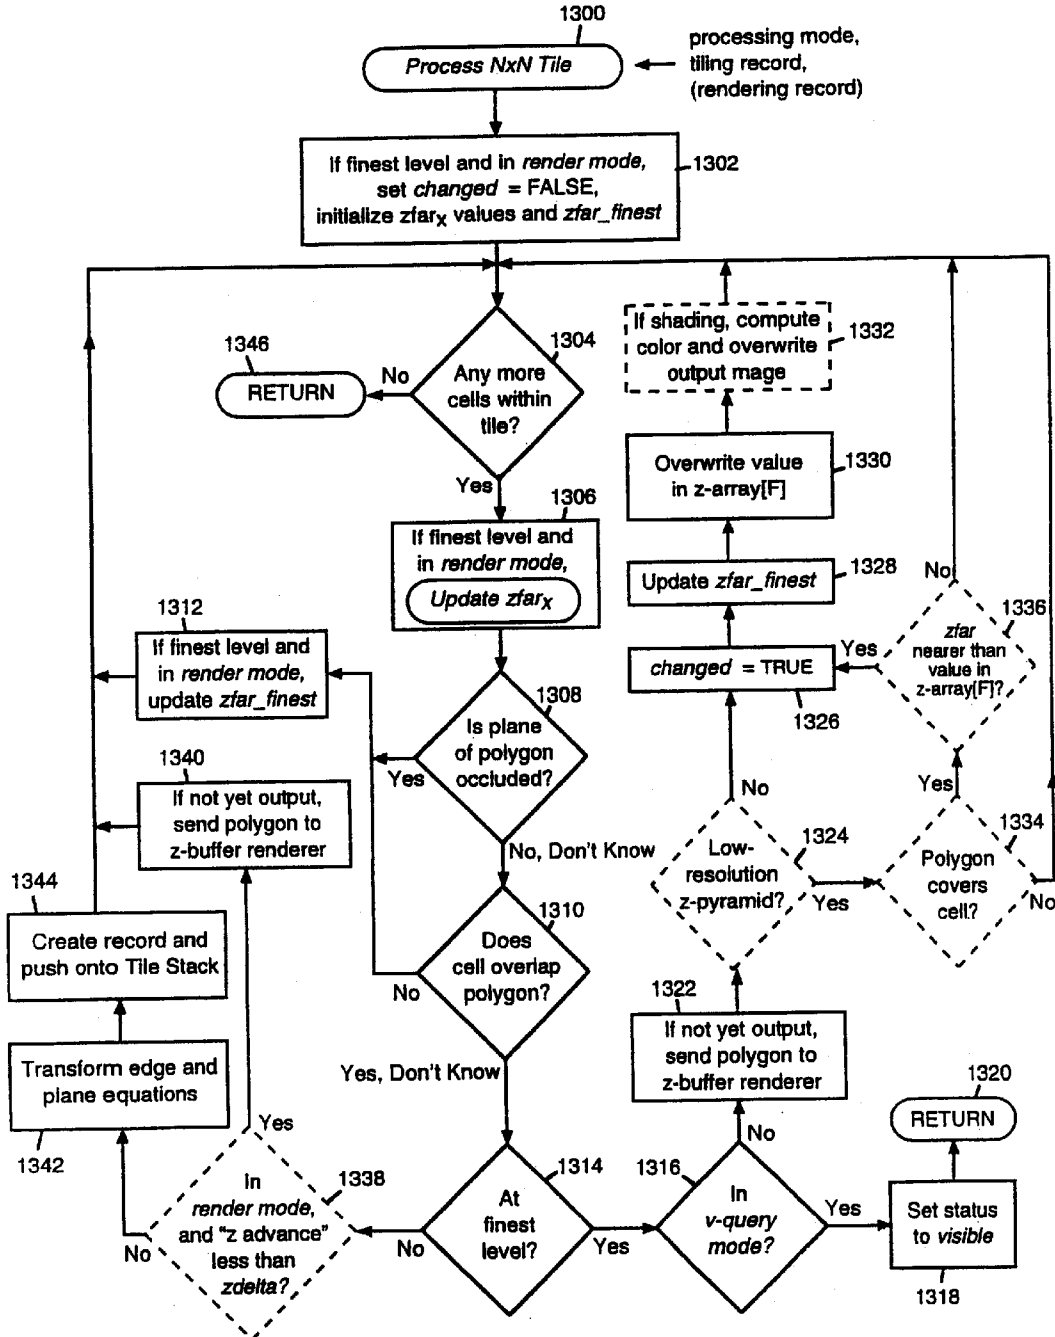 1300
Process NxN Tile
processing mode,
tiling record,
(rendering record)
If finest level and in render mode,
set changed = FALSE,
initialize zfarx values and zfar_finest
1302
1304
Any more
cells within
tile?
No
Yes
1346
RETURN
1306
If finest level and
in render mode,
Update zfarx
1308
Is plane
of polygon
occluded?
Yes
No, Don't Know
1312
If finest level and
in render mode,
update zfar_finest
1310
Does
cell overlap
polygon?
No
Yes, Don't Know
1340
If not yet output,
send polygon to
z-buffer renderer
1344
Create record and
push onto Tile Stack
Transform edge and
plane equations
1342
Yes
1338
In
render mode,
and "z advance"
less than
zdelta?
No
1314
At
finest
level?
No
Yes
1316
In
v-query
mode?
No
Yes
1320
RETURN
Set status
to visible
1318
1322
If not yet output,
send polygon to
z-buffer renderer
1324
Low-
resolution
z-pyramid?
No
Yes
1334
Polygon
covers
cell?
Yes
No
1336
zfar
nearer than
value in
z-array[F]?
No
Yes
changed = TRUE
1326
Update zfar_finest
1328
Overwrite value
in z-array[F]
1330
If shading, compute
color and overwrite
output mage
1332